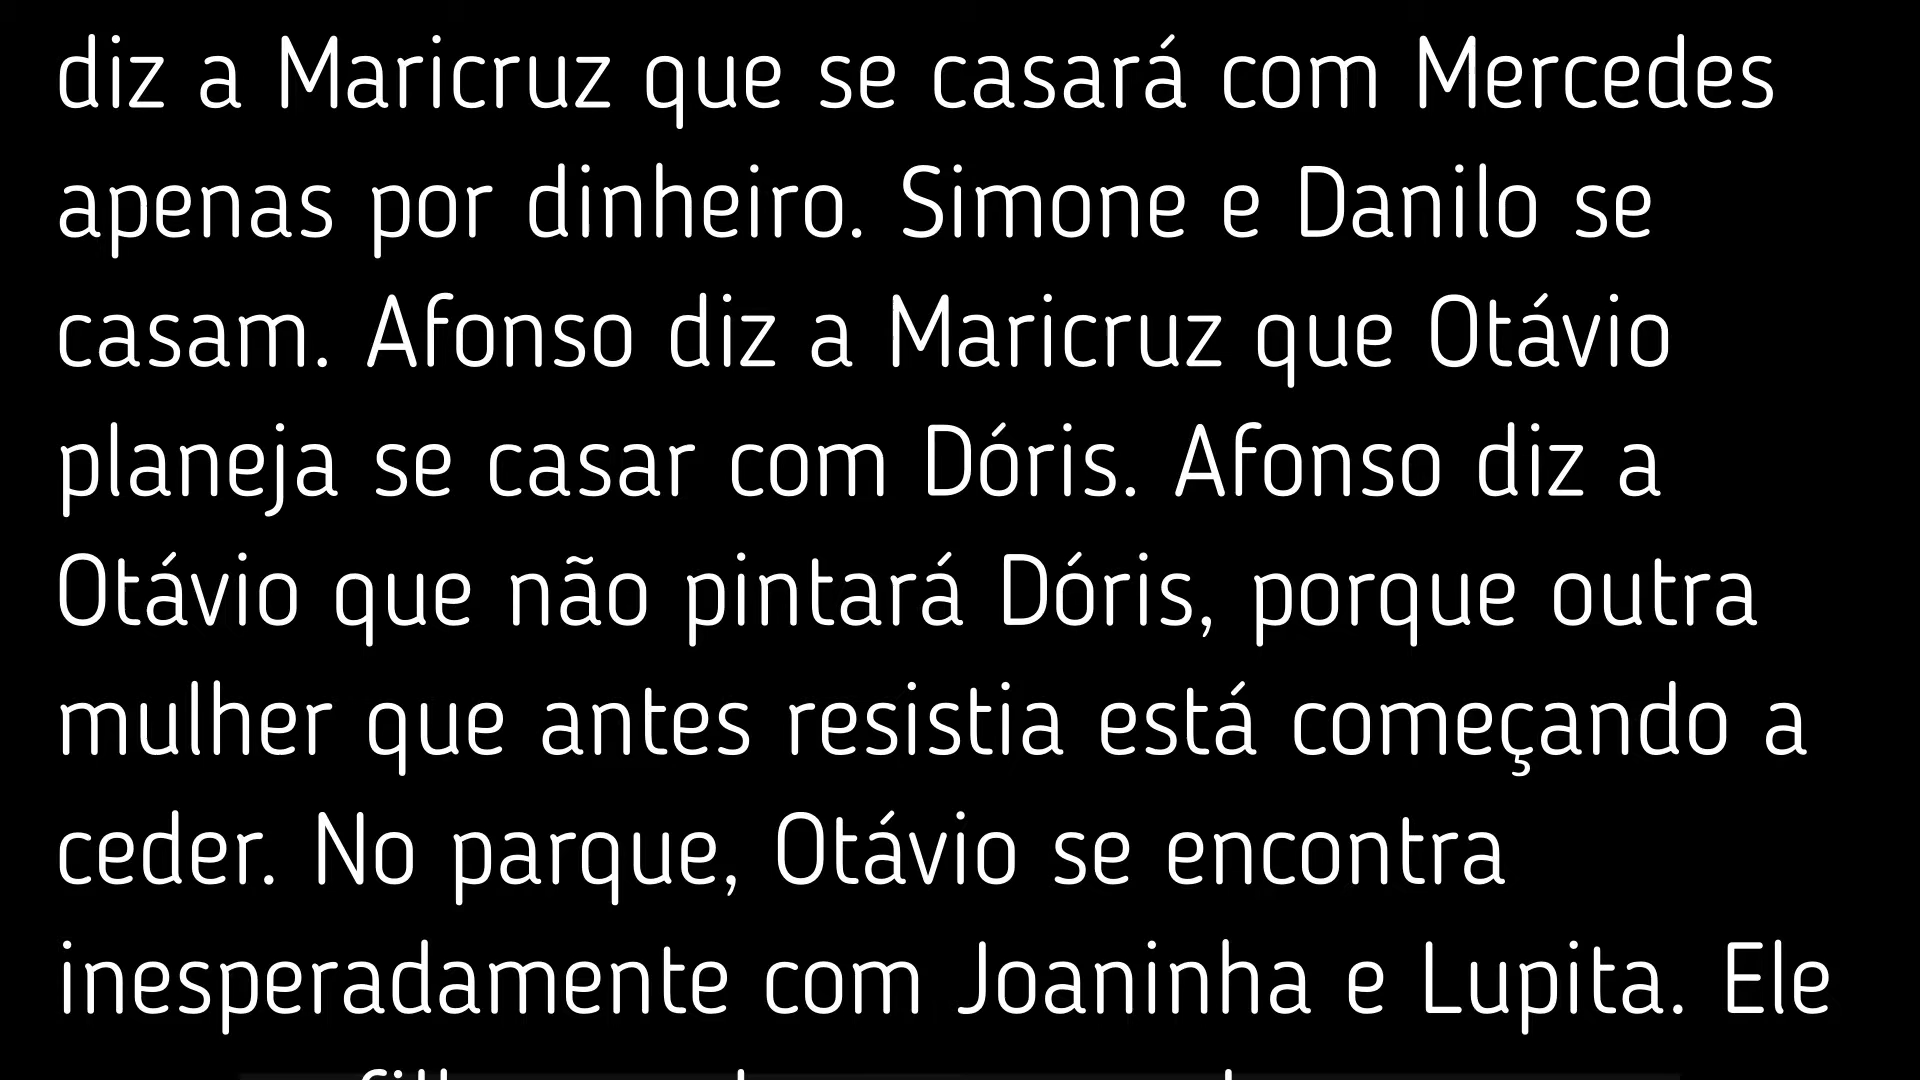 diz a Maricruz que se casará com Mercedes
apenas por dinheiro. Simone e Danilo se
casam. Afonso diz a Maricruz que Otávio
planeja se casar com Dóris. Afonso diz a
Otávio que não pintará Dóris, porque outra
mulher que antes resistia está começando a
ceder. No parque, Otávio se encontra
inesperadamente com Joaninha e Lupita. Ele